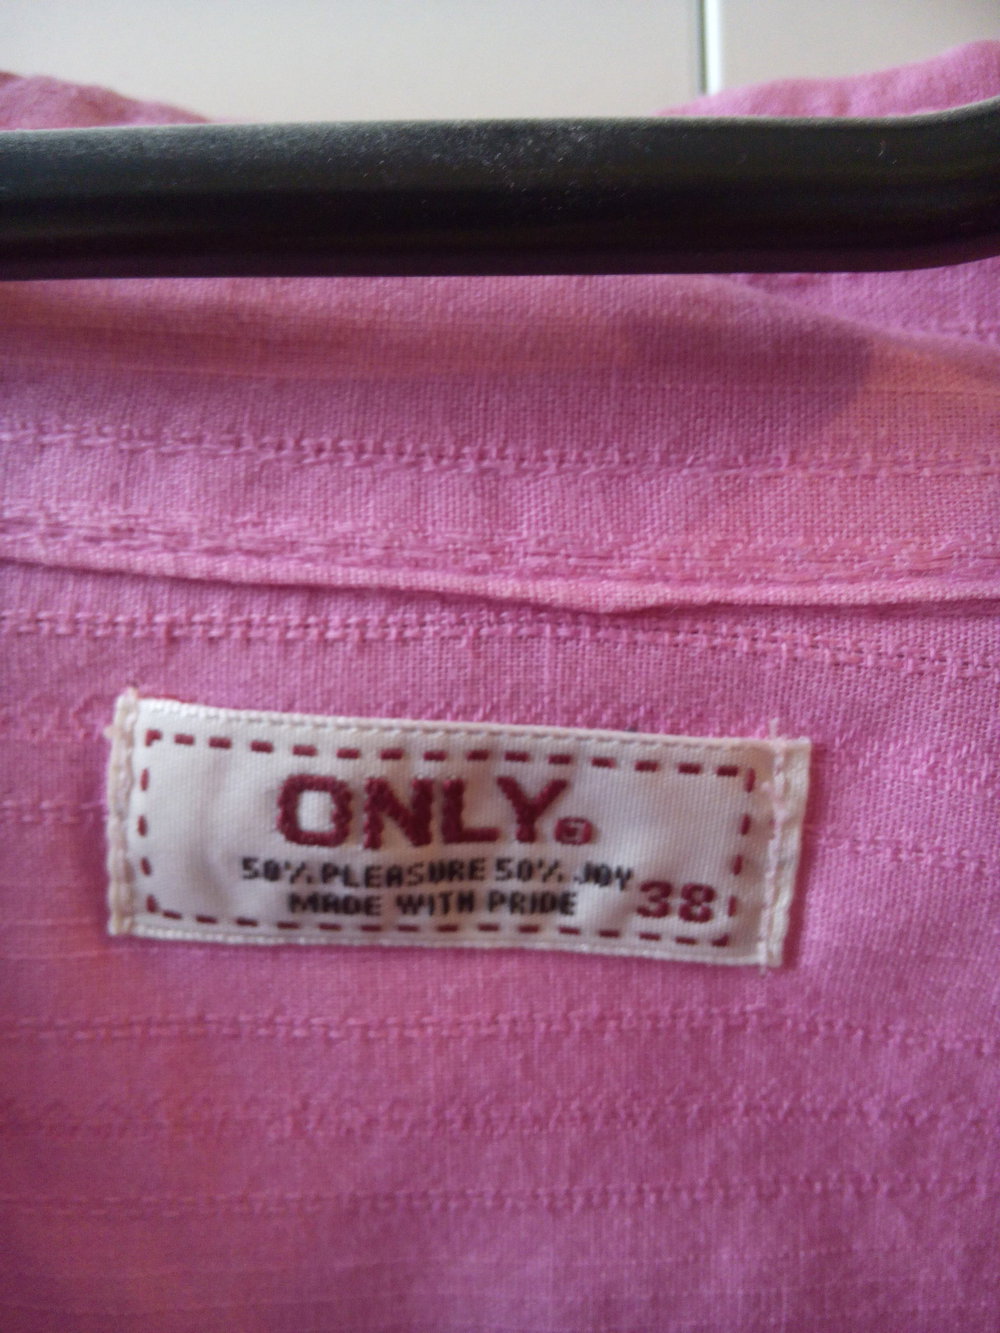 ONLY®
50% PLEASURE 50% JOY
MADE WITH PRIDE
38